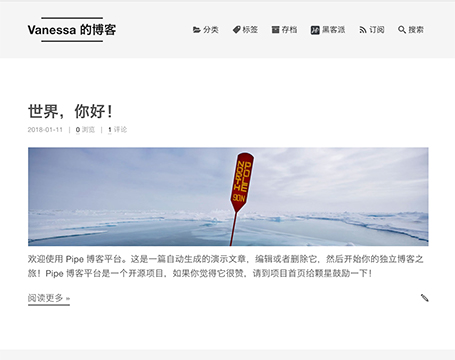 Vanessa 的博客
分类 标签 存档 黑客派 订阅 搜索
世界，你好！
2018-01-11 | 0 浏览 | 1 评论
NORTH POLE
SIGN
欢迎使用 Pipe 博客平台。这是一篇自动生成的演示文章，编辑或者删除它，然后开始你的独立博客之
旅！Pipe 博客平台是一个开源项目，如果你觉得它很赞，请到项目首页给颗星鼓励一下！
阅读更多 »